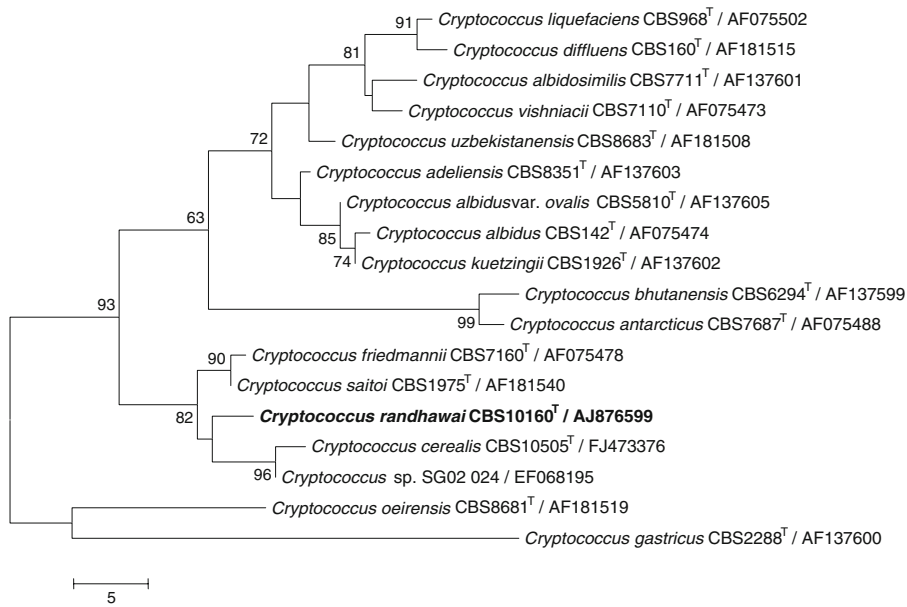 91 Cryptococcus liquefaciens CBS968T / AF075502
Cryptococcus diffluens CBS160T / AF181515
81
Cryptococcus albidosimilis CBS7711T / AF137601
Cryptococcus vishniacii CBS7110T / AF075473
72 Cryptococcus uzbekistanensis CBS8683T / AF181508
Cryptococcus adeliensis CBS8351T / AF137603
Cryptococcus albidusvar. ovalis CBS5810T / AF137605
63
85 Cryptococcus albidus CBS142T / AF075474
74 Cryptococcus kuetzingii CBS1926T / AF137602
Cryptococcus bhutanensis CBS6294T / AF137599
93
99 Cryptococcus antarcticus CBS7687T / AF075488
90 Cryptococcus friedmannii CBS7160T / AF075478
Cryptococcus saitoi CBS1975T / AF181540
82 Cryptococcus randhawai CBS10160T / AJ876599
Cryptococcus cerealis CBS10505T / FJ473376
96 Cryptococcus sp. SG02 024 / EF068195
Cryptococcus oeirensis CBS8681T / AF181519
Cryptococcus gastricus CBS2288T / AF137600
5